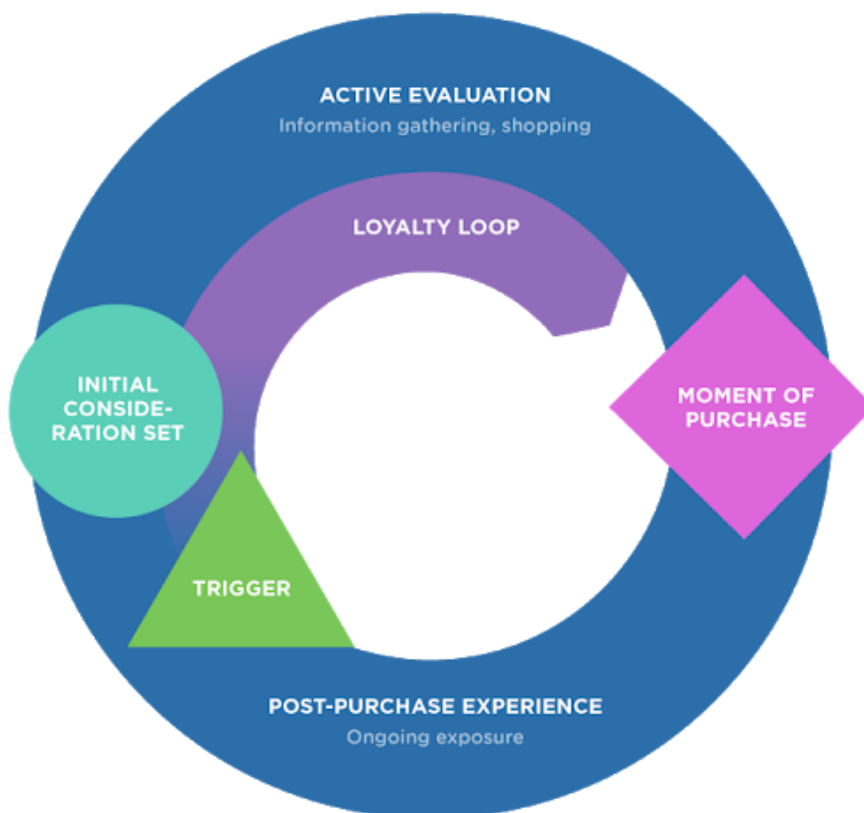 ACTIVE EVALUATION
Information gathering, shopping
LOYALTY LOOP
INITIAL
CONSIDE-
RATION SET
MOMENT OF
PURCHASE
TRIGGER
POST-PURCHASE EXPERIENCE
Ongoing exposure